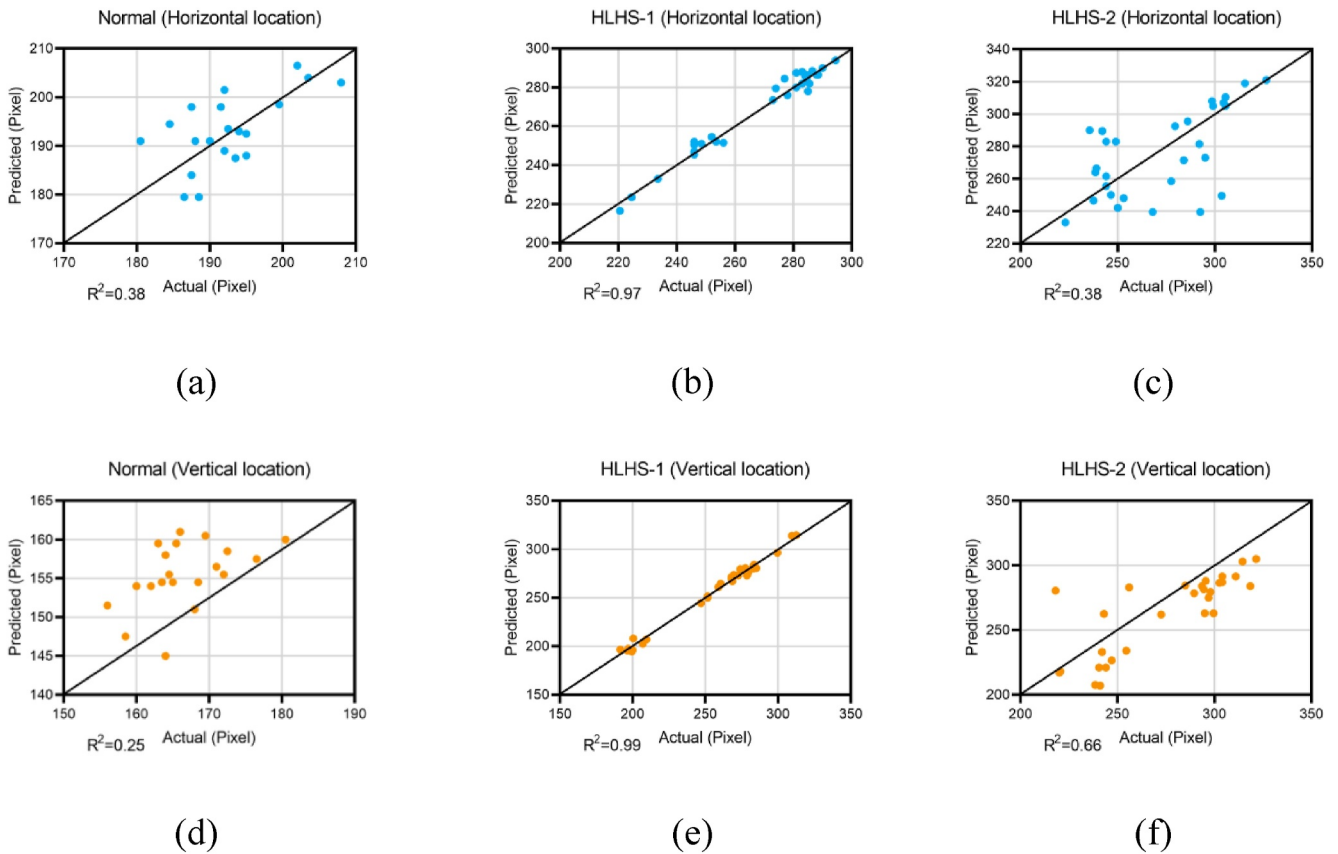 Normal (Horizontal location)
210
200
190
180
170
170
180
190
200
210
Predicted (Pixel)
Actual (Pixel)
R²=0.38
(a)
HLHS-1 (Horizontal location)
300
280
260
240
220
200
200
220
240
260
280
300
Predicted (Pixel)
Actual (Pixel)
R²=0.97
(b)
HLHS-2 (Horizontal location)
340
320
300
280
260
240
220
200
250
300
350
Predicted (Pixel)
Actual (Pixel)
R²=0.38
(c)
Normal (Vertical location)
165
160
155
150
145
140
150
160
170
180
190
Predicted (Pixel)
Actual (Pixel)
R²=0.25
(d)
HLHS-1 (Vertical location)
350
300
250
200
150
150
200
250
300
350
Predicted (Pixel)
Actual (Pixel)
R²=0.99
(e)
HLHS-2 (Vertical location)
350
300
250
200
200
250
300
350
Predicted (Pixel)
Actual (Pixel)
R²=0.66
(f)